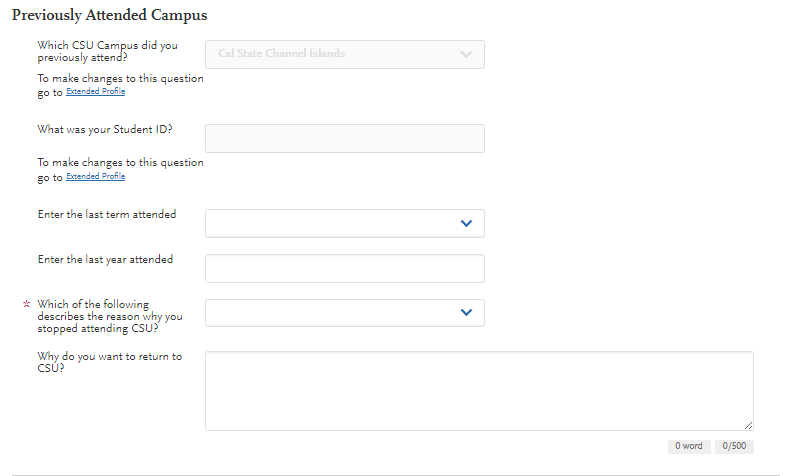 Previously Attended Campus
Which CSU Campus did you
previously attend?
Cal State Channel Islands
To make changes to this question
go to Extended Profile
What was your Student ID?
To make changes to this question
go to Extended Profile
Enter the last term attended
Enter the last year attended
* Which of the following
describes the reason why you
stopped attending CSU?
Why do you want to return to
CSU?
0 word 0/500